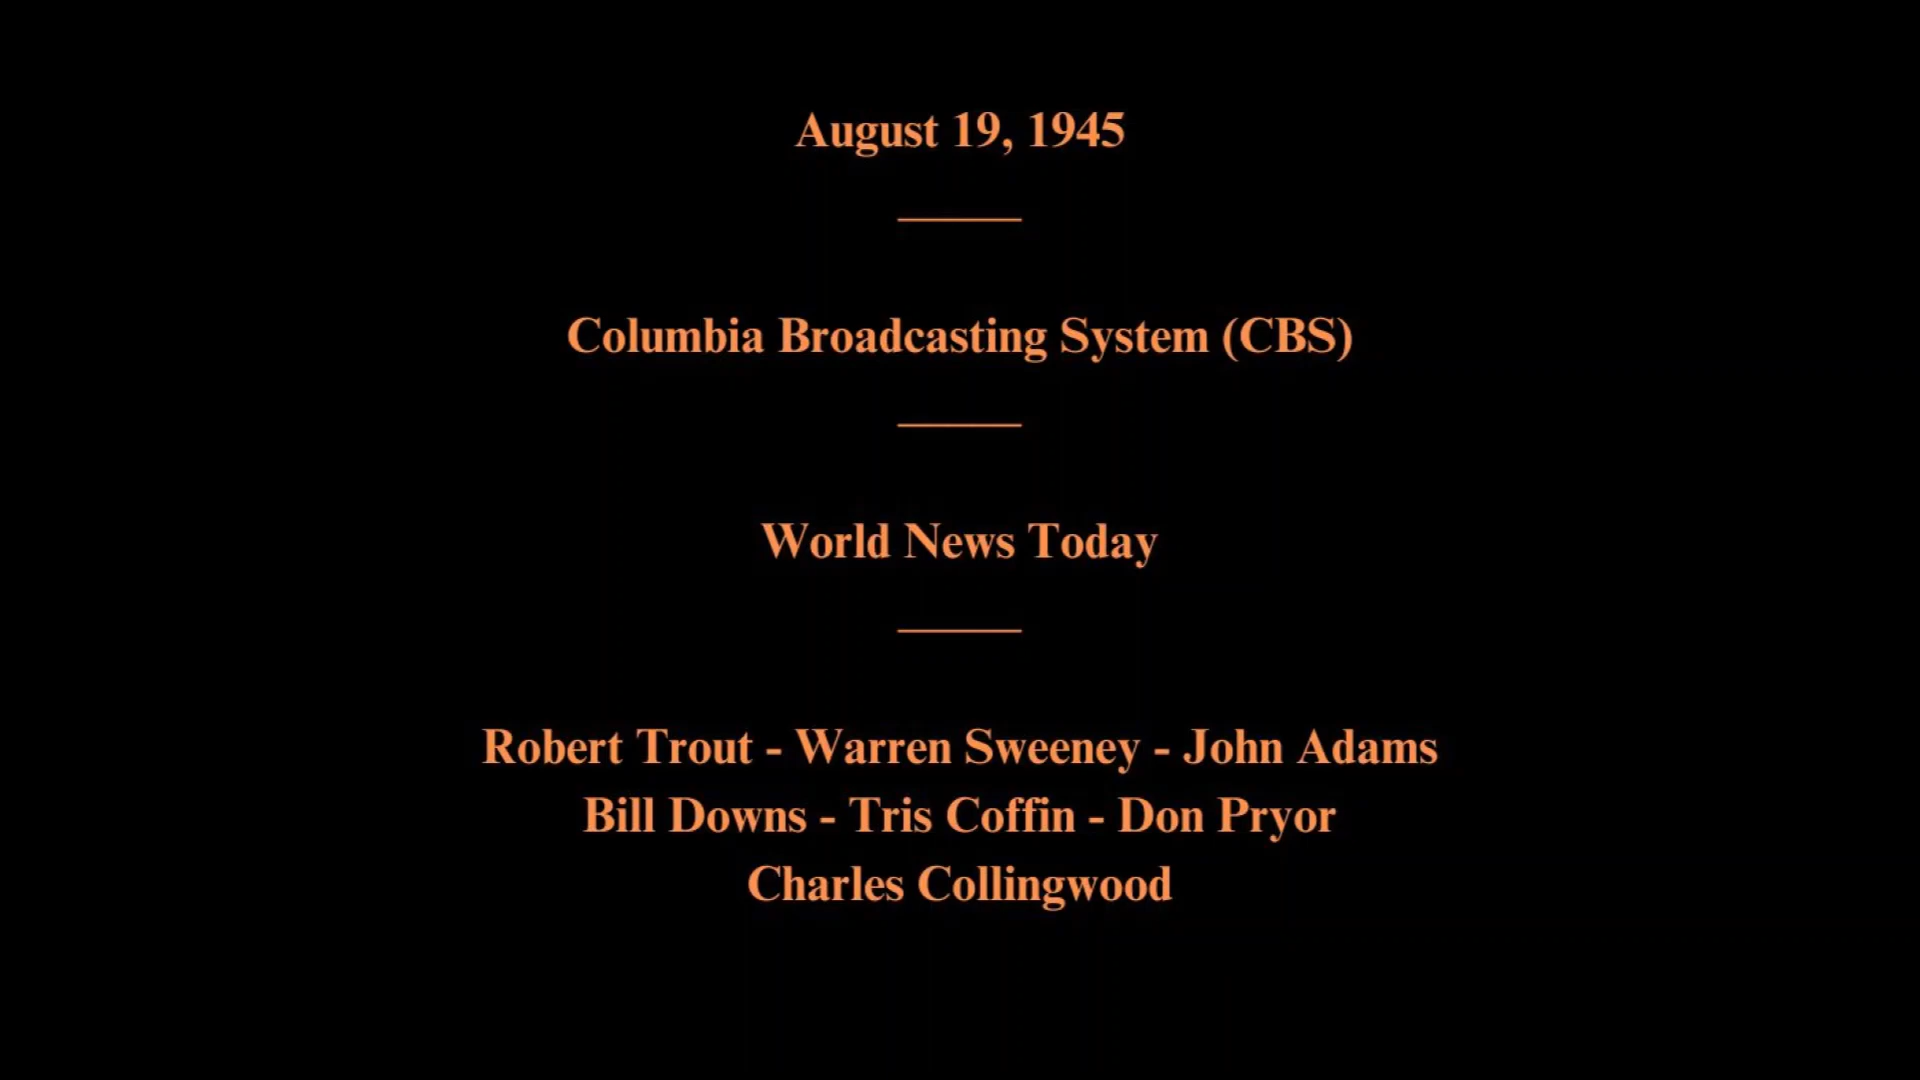 August 19, 1945
Columbia Broadcasting System (CBS)
World News Today
Robert Trout - Warren Sweeney - John Adams
Bill Downs - Tris Coffin - Don Pryor
Charles Collingwood